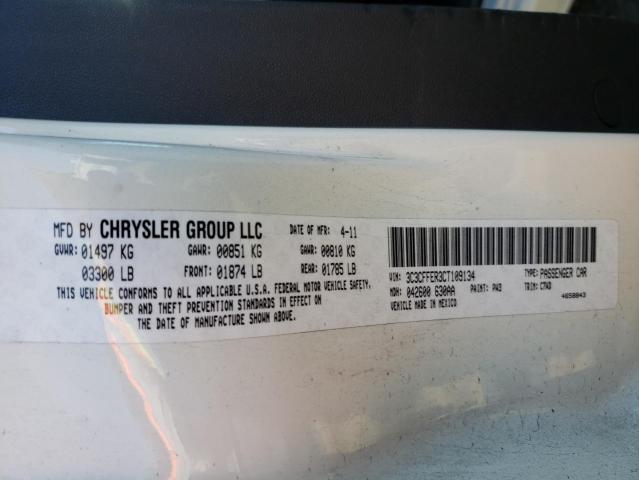 MFD BY CHRYSLER GROUP LLC DATE OF MFR: 4-11
GVWR: 01497 KG GAWR: 00851 KG GAWR: 00810 KG
03300 LB FRONT: 01874 LB REAR: 01785 LB
THIS VEHICLE CONFORMS TO ALL APPLICABLE U.S.A. FEDERAL MOTOR VEHICLE SAFETY,
BUMPER AND THEFT PREVENTION STANDARDS IN EFFECT ON
THE DATE OF MANUFACTURE SHOWN ABOVE.
VIN: 3C3CFFER3CT109134 TYPE: PASSENGER CAR
MDH: 042600 630AA PAINT: PW3 TRIM: C7W3
VEHICLE MADE IN MEXICO 4658843